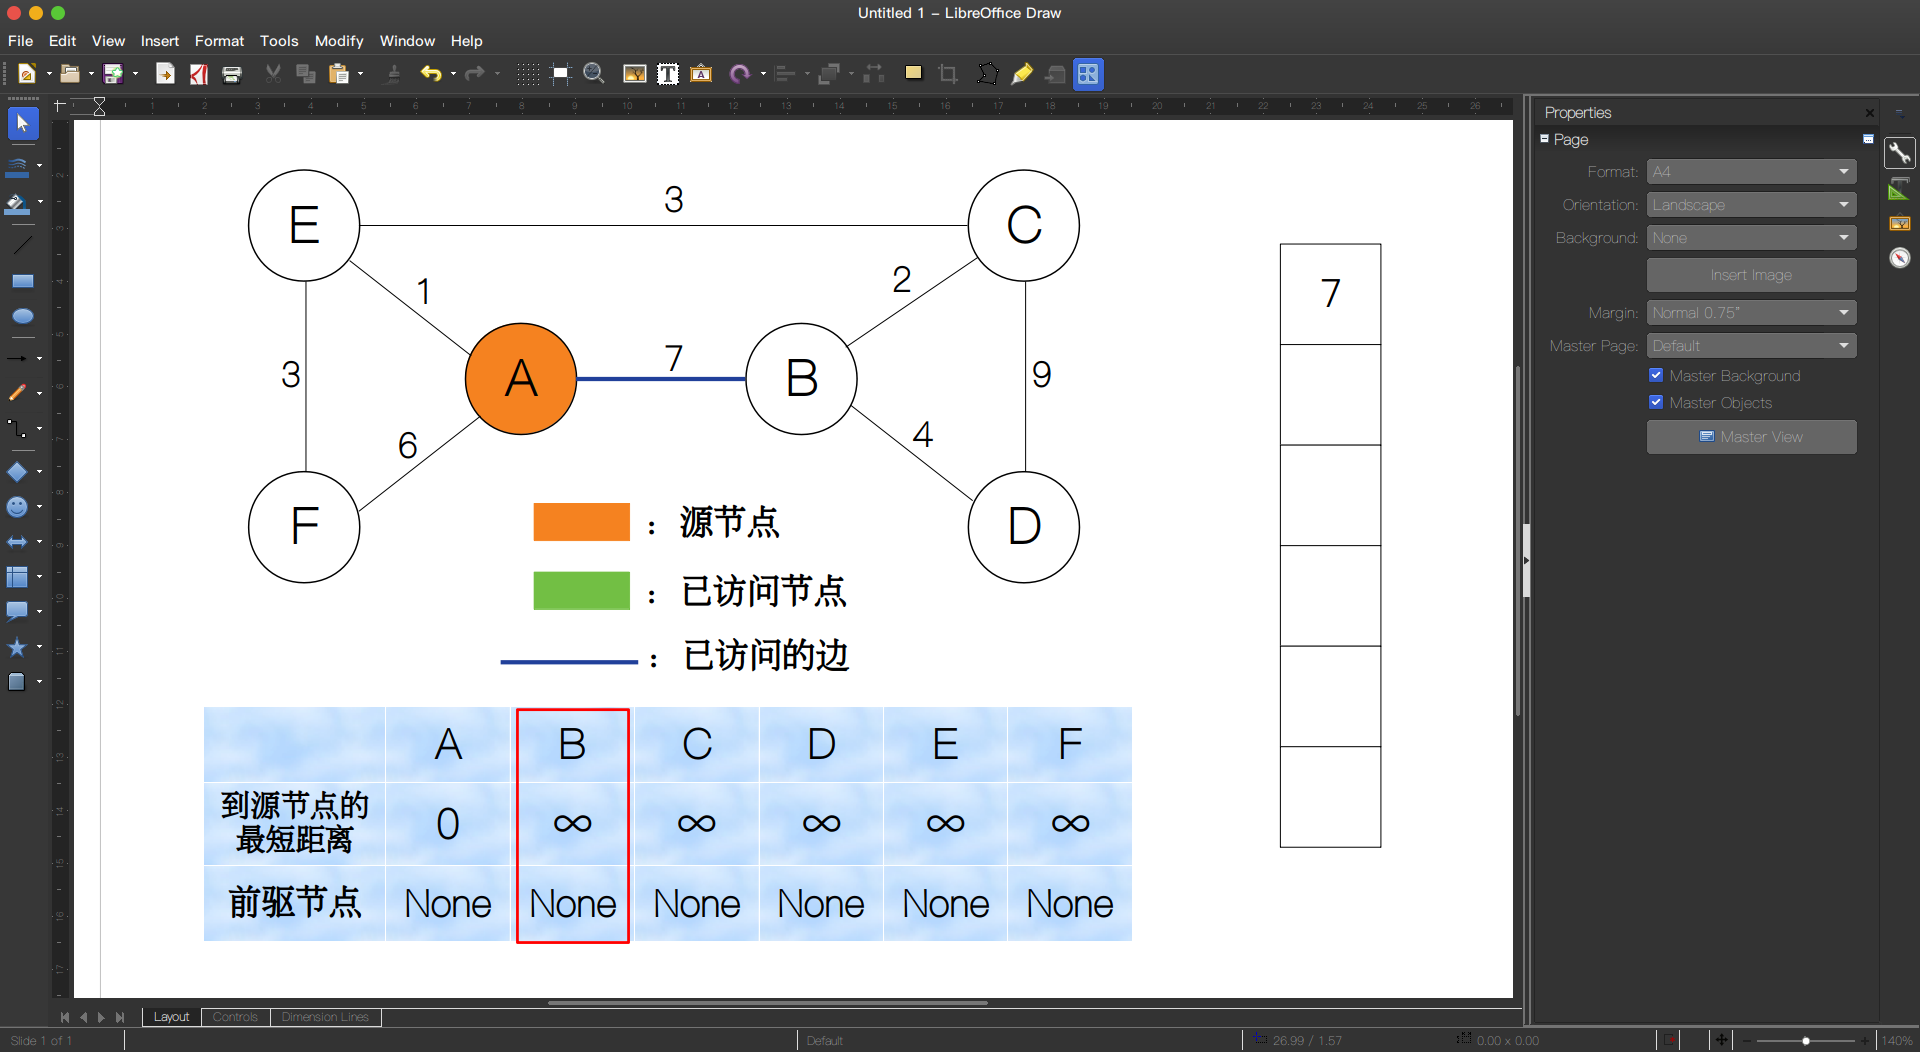 Untitled 1 – LibreOffice Draw
File Edit View Insert Format Tools Modify Window Help
Properties
Page
Format: A4
Orientation: Landscape
Background: None
Insert Image
Margin: Normal 0.75"
Master Page: Default
Master Background
Master Objects
Master View
E 3 C
1 2
7
3 A 7 B 9
6 4
F D
：源节点
：已访问节点
：已访问的边
A B C D E F
到源节点的
最短距离 0 ∞ ∞ ∞ ∞ ∞
前驱节点 None None None None None None
Layout Controls Dimension Lines
Slide 1 of 1 Default 26.99 / 1.57 0.00 x 0.00 140%